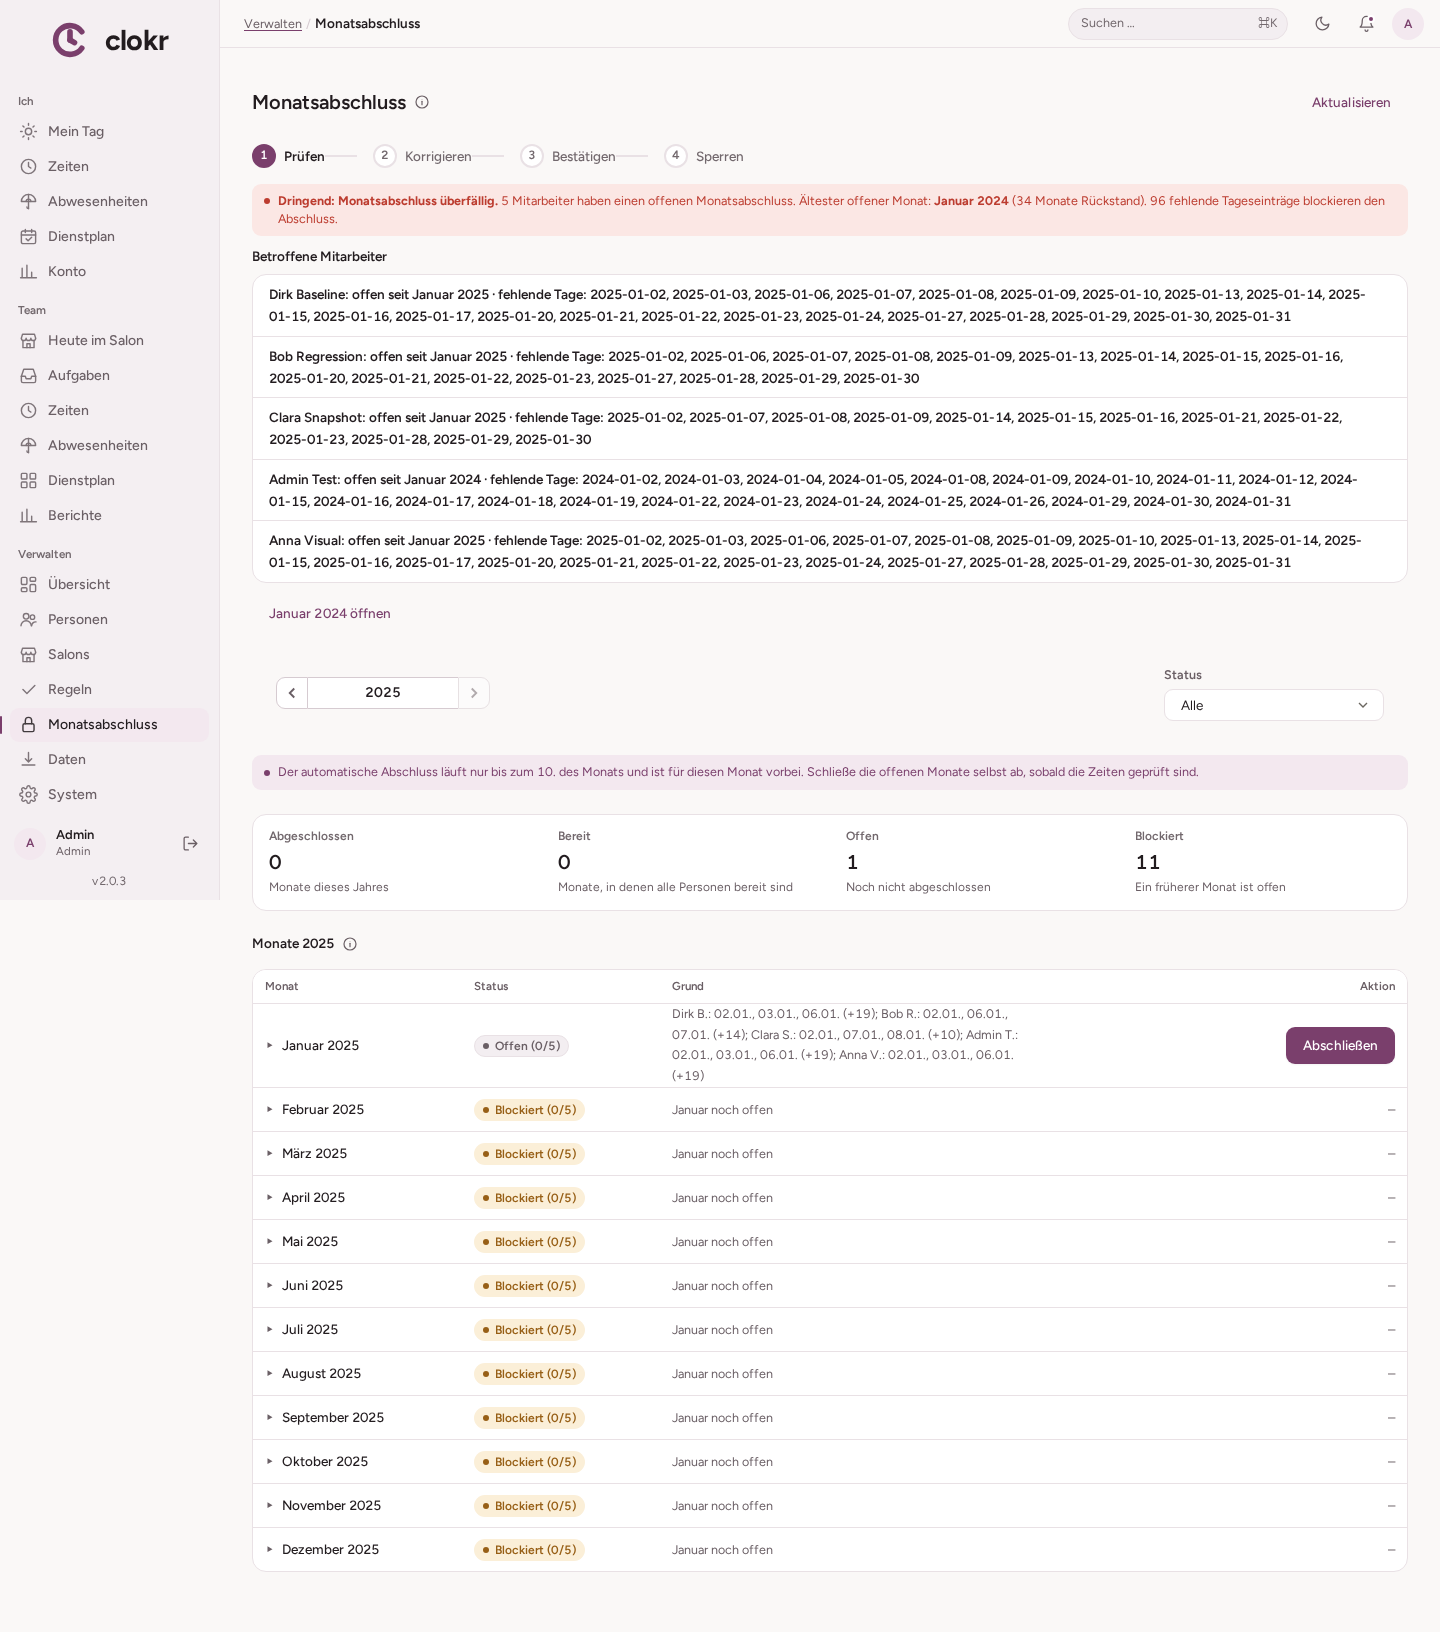 clokr
Verwalten / Monatsabschluss
Suchen ...
⌘K
A
Ich
Mein Tag
Zeiten
Abwesenheiten
Dienstplan
Konto
Team
Heute im Salon
Aufgaben
Zeiten
Abwesenheiten
Dienstplan
Berichte
Verwalten
Übersicht
Personen
Salons
Regeln
Monatsabschluss
Daten
System
A
Admin
Admin
v2.0.3
Monatsabschluss
Aktualisieren
1 Prüfen 2 Korrigieren 3 Bestätigen 4 Sperren
Dringend: Monatsabschluss überfällig. 5 Mitarbeiter haben einen offenen Monatsabschluss. Ältester offener Monat: Januar 2024 (34 Monate Rückstand). 96 fehlende Tageseinträge blockieren den
Abschluss.
Betroffene Mitarbeiter
Dirk Baseline: offen seit Januar 2025 · fehlende Tage: 2025-01-02, 2025-01-03, 2025-01-06, 2025-01-07, 2025-01-08, 2025-01-09, 2025-01-10, 2025-01-13, 2025-01-14, 2025-
01-15, 2025-01-16, 2025-01-17, 2025-01-20, 2025-01-21, 2025-01-22, 2025-01-23, 2025-01-24, 2025-01-27, 2025-01-28, 2025-01-29, 2025-01-30, 2025-01-31
Bob Regression: offen seit Januar 2025 · fehlende Tage: 2025-01-02, 2025-01-06, 2025-01-07, 2025-01-08, 2025-01-09, 2025-01-13, 2025-01-14, 2025-01-15, 2025-01-16,
2025-01-20, 2025-01-21, 2025-01-22, 2025-01-23, 2025-01-27, 2025-01-28, 2025-01-29, 2025-01-30
Clara Snapshot: offen seit Januar 2025 · fehlende Tage: 2025-01-02, 2025-01-07, 2025-01-08, 2025-01-09, 2025-01-14, 2025-01-15, 2025-01-16, 2025-01-21, 2025-01-22,
2025-01-23, 2025-01-28, 2025-01-29, 2025-01-30
Admin Test: offen seit Januar 2024 · fehlende Tage: 2024-01-02, 2024-01-03, 2024-01-04, 2024-01-05, 2024-01-08, 2024-01-09, 2024-01-10, 2024-01-11, 2024-01-12, 2024-
01-15, 2024-01-16, 2024-01-17, 2024-01-18, 2024-01-19, 2024-01-22, 2024-01-23, 2024-01-24, 2024-01-25, 2024-01-26, 2024-01-29, 2024-01-30, 2024-01-31
Anna Visual: offen seit Januar 2025 · fehlende Tage: 2025-01-02, 2025-01-03, 2025-01-06, 2025-01-07, 2025-01-08, 2025-01-09, 2025-01-10, 2025-01-13, 2025-01-14, 2025-
01-15, 2025-01-16, 2025-01-17, 2025-01-20, 2025-01-21, 2025-01-22, 2025-01-23, 2025-01-24, 2025-01-27, 2025-01-28, 2025-01-29, 2025-01-30, 2025-01-31
Januar 2024 öffnen
2025
Status
Alle
Der automatische Abschluss läuft nur bis zum 10. des Monats und ist für diesen Monat vorbei. Schließe die offenen Monate selbst ab, sobald die Zeiten geprüft sind.
Abgeschlossen
0
Monate dieses Jahres
Bereit
0
Monate, in denen alle Personen bereit sind
Offen
1
Noch nicht abgeschlossen
Blockiert
11
Ein früherer Monat ist offen
Monate 2025
Monat Status Grund Aktion
Januar 2025 Offen (0/5)
Dirk B.: 02.01., 03.01., 06.01. (+19); Bob R.: 02.01., 06.01.,
07.01. (+14); Clara S.: 02.01., 07.01., 08.01. (+10); Admin T.:
02.01., 03.01., 06.01. (+19); Anna V.: 02.01., 03.01., 06.01.
(+19)
Abschließen
Februar 2025 Blockiert (0/5) Januar noch offen –
März 2025 Blockiert (0/5) Januar noch offen –
April 2025 Blockiert (0/5) Januar noch offen –
Mai 2025 Blockiert (0/5) Januar noch offen –
Juni 2025 Blockiert (0/5) Januar noch offen –
Juli 2025 Blockiert (0/5) Januar noch offen –
August 2025 Blockiert (0/5) Januar noch offen –
September 2025 Blockiert (0/5) Januar noch offen –
Oktober 2025 Blockiert (0/5) Januar noch offen –
November 2025 Blockiert (0/5) Januar noch offen –
Dezember 2025 Blockiert (0/5) Januar noch offen –